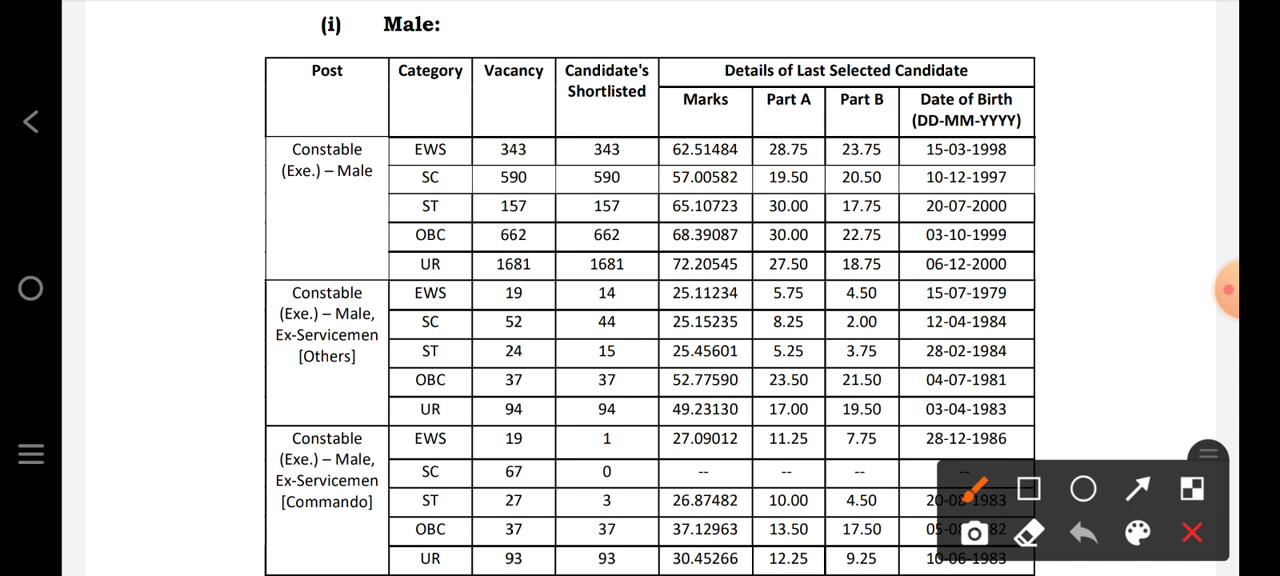 (i) Male:
Post Category Vacancy Candidate's Shortlisted Details of Last Selected Candidate
Marks Part A Part B Date of Birth (DD-MM-YYYY)
Constable (Exe.) – Male EWS 343 343 62.51484 28.75 23.75 15-03-1998
SC 590 590 57.00582 19.50 20.50 10-12-1997
ST 157 157 65.10723 30.00 17.75 20-07-2000
OBC 662 662 68.39087 30.00 22.75 03-10-1999
UR 1681 1681 72.20545 27.50 18.75 06-12-2000
Constable (Exe.) – Male, Ex-Servicemen [Others] EWS 19 14 25.11234 5.75 4.50 15-07-1979
SC 52 44 25.15235 8.25 2.00 12-04-1984
ST 24 15 25.45601 5.25 3.75 28-02-1984
OBC 37 37 52.77590 23.50 21.50 04-07-1981
UR 94 94 49.23130 17.00 19.50 03-04-1983
Constable (Exe.) – Male, Ex-Servicemen [Commando] EWS 19 1 27.09012 11.25 7.75 28-12-1986
SC 67 0 -- -- -- --
ST 27 3 26.87482 10.00 4.50
OBC 37 37 37.12963 13.50 17.50
UR 93 93 30.45266 12.25 9.25 10-06-1983